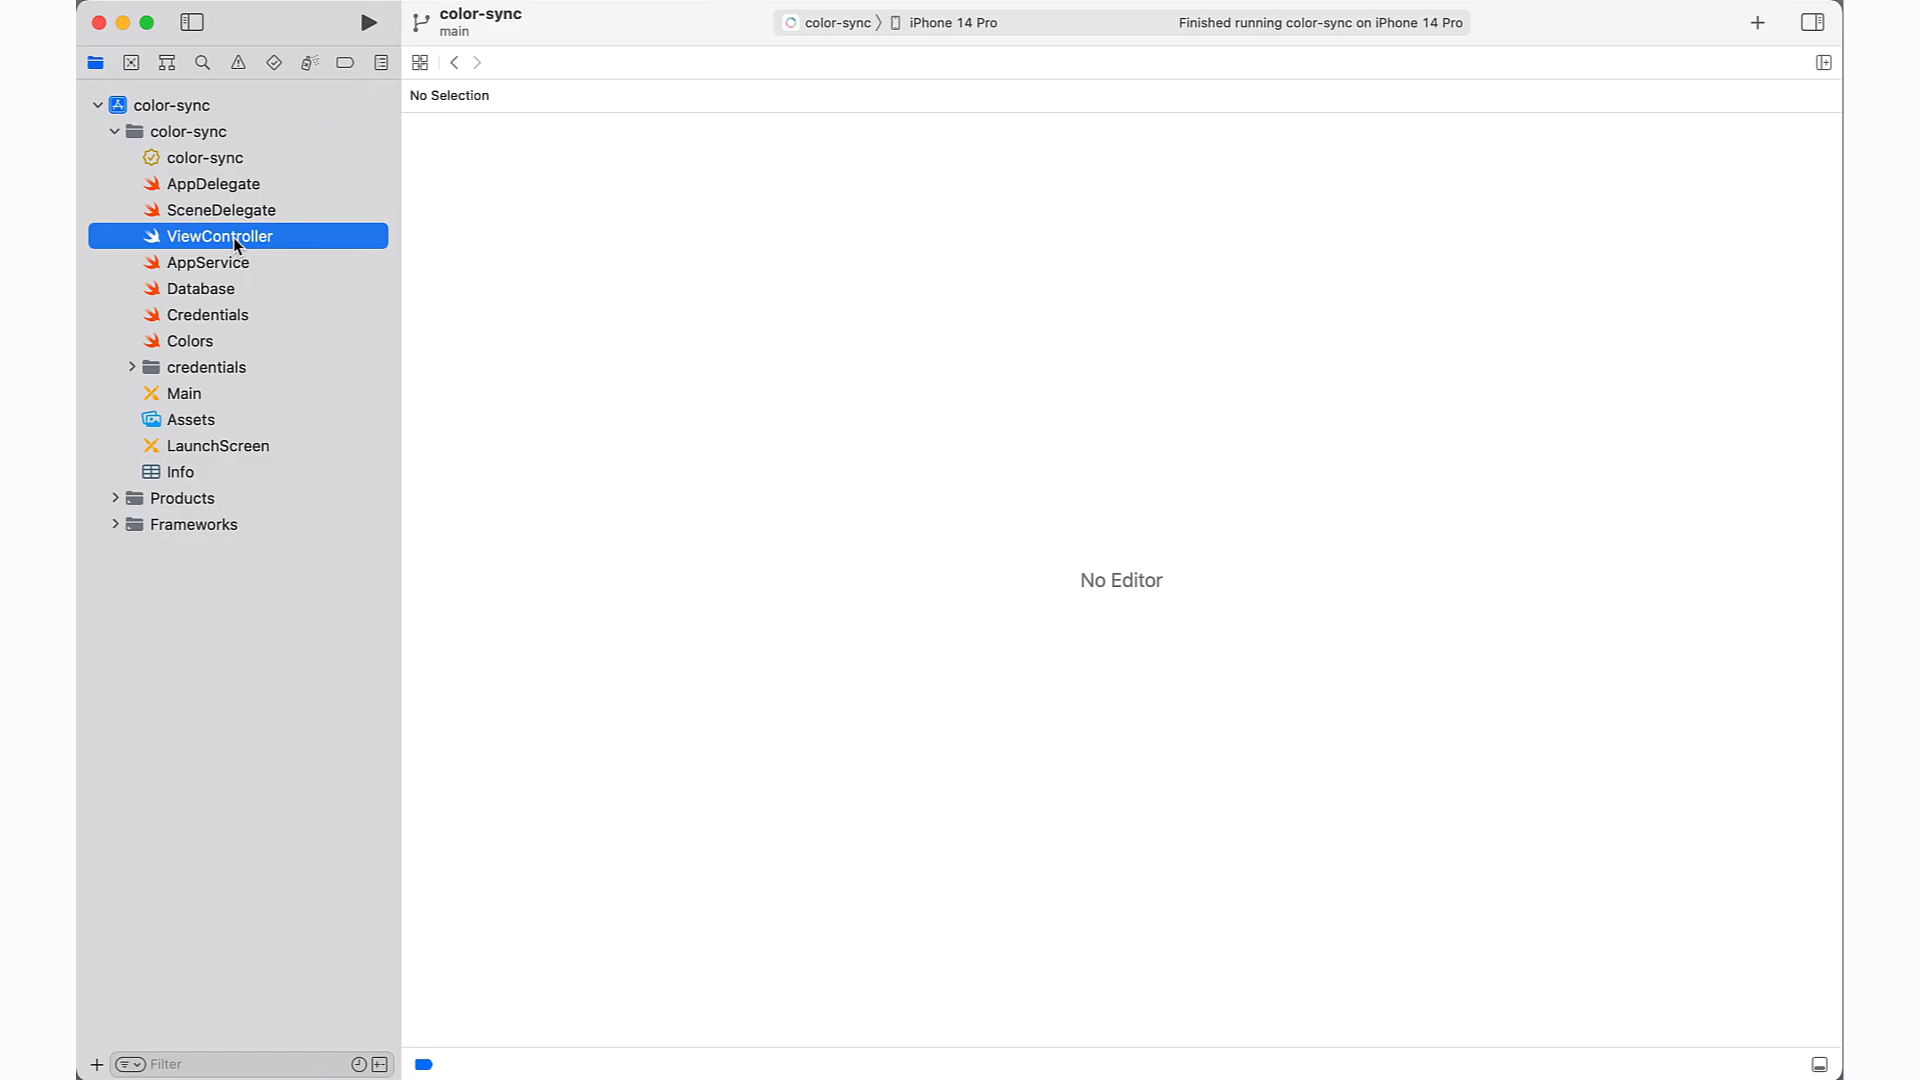 color-sync
main
color-sync
iPhone 14 Pro
Finished running color-sync on iPhone 14 Pro
No Selection
color-sync
color-sync
color-sync
AppDelegate
SceneDelegate
ViewController
AppService
Database
Credentials
Colors
credentials
Main
Assets
LaunchScreen
Info
Products
Frameworks
No Editor
Filter